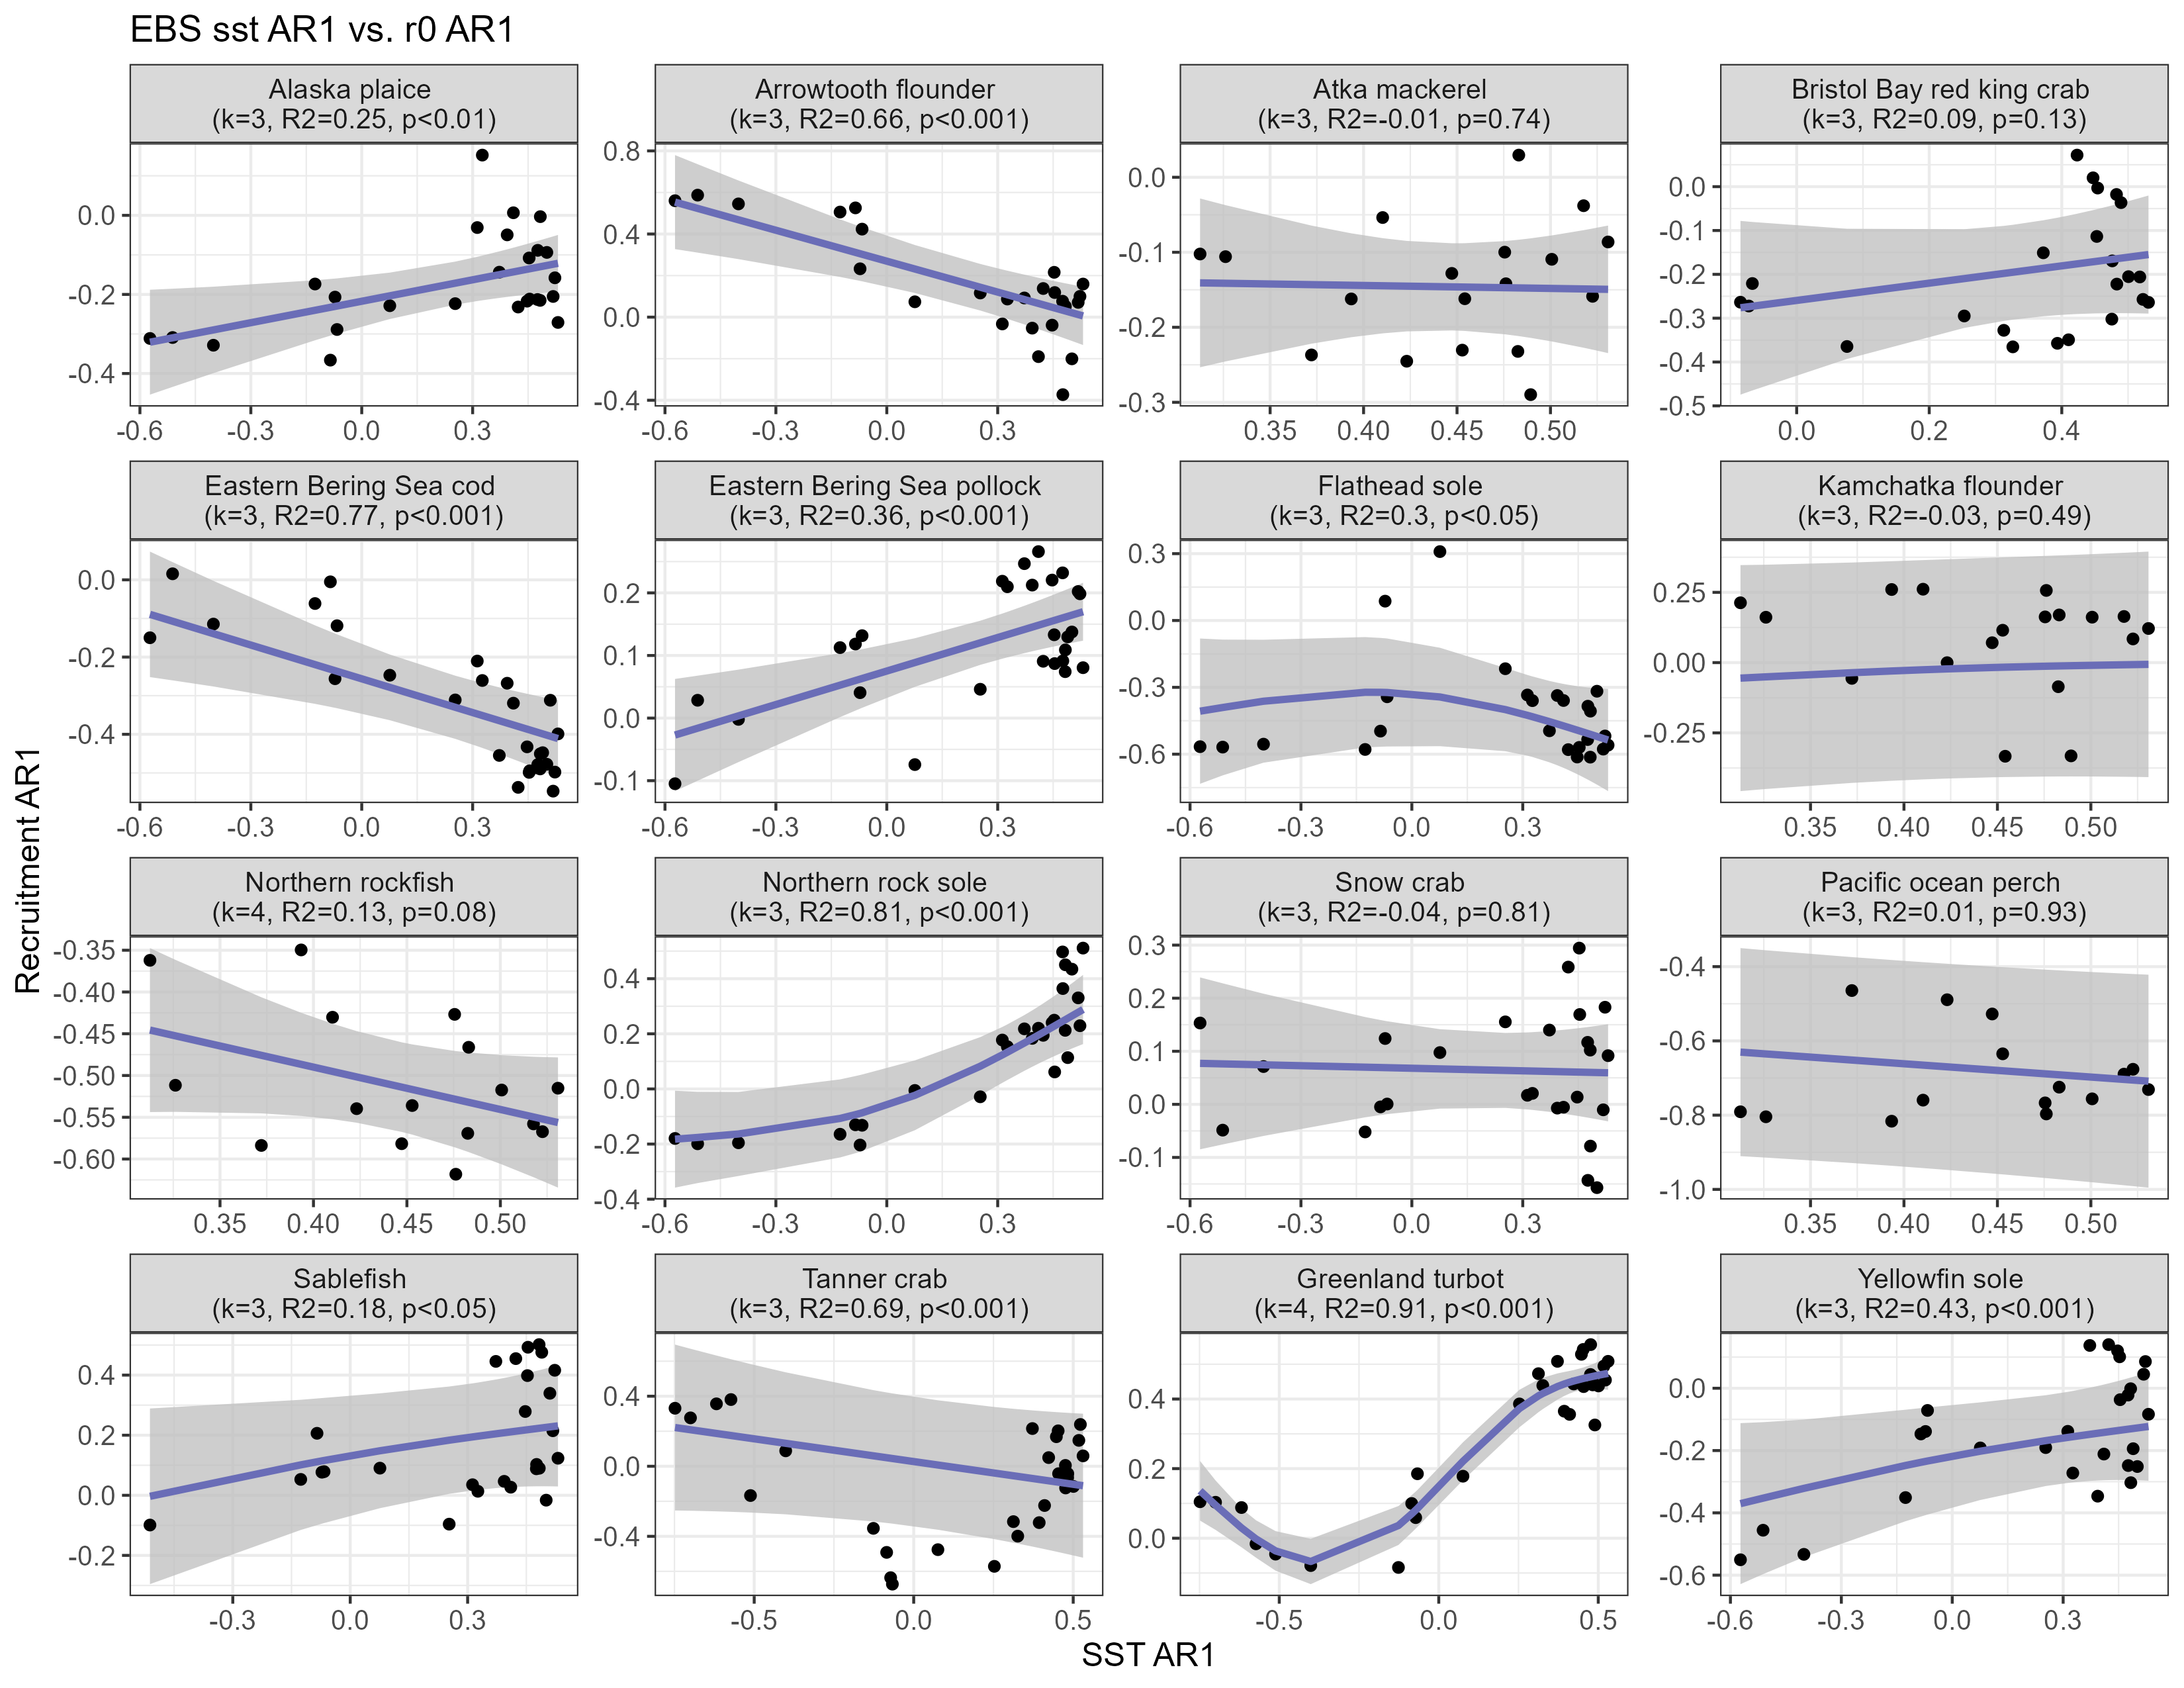 EBS sst AR1 vs. r0 AR1
Alaska plaice
(k=3, R2=0.25, p<0.01)
Arrowtooth flounder
(k=3, R2=0.66, p<0.001)
Atka mackerel
(k=3, R2=-0.01, p=0.74)
Bristol Bay red king crab
(k=3, R2=0.09, p=0.13)
0.0
-0.2
-0.4
-0.6 -0.3 0.0 0.3
0.8
0.4
0.0
-0.4
-0.6 -0.3 0.0 0.3
0.0
-0.1
-0.2
-0.3
0.35 0.40 0.45 0.50
0.0
-0.1
-0.2
-0.3
-0.4
-0.5
0.0 0.2 0.4
Eastern Bering Sea cod
(k=3, R2=0.77, p<0.001)
Eastern Bering Sea pollock
(k=3, R2=0.36, p<0.001)
Flathead sole
(k=3, R2=0.3, p<0.05)
Kamchatka flounder
(k=3, R2=-0.03, p=0.49)
0.0
-0.2
-0.4
-0.6 -0.3 0.0 0.3
0.2
0.1
0.0
-0.1
-0.6 -0.3 0.0 0.3
0.3
0.0
-0.3
-0.6
-0.6 -0.3 0.0 0.3
0.25
0.00
-0.25
0.35 0.40 0.45 0.50
Recruitment AR1
Northern rockfish
(k=4, R2=0.13, p=0.08)
Northern rock sole
(k=3, R2=0.81, p<0.001)
Snow crab
(k=3, R2=-0.04, p=0.81)
Pacific ocean perch
(k=3, R2=0.01, p=0.93)
-0.35
-0.40
-0.45
-0.50
-0.55
-0.60
0.35 0.40 0.45 0.50
0.4
0.2
0.0
-0.2
-0.4
-0.6 -0.3 0.0 0.3
0.3
0.2
0.1
0.0
-0.1
-0.6 -0.3 0.0 0.3
-0.4
-0.6
-0.8
-1.0
0.35 0.40 0.45 0.50
Sablefish
(k=3, R2=0.18, p<0.05)
Tanner crab
(k=3, R2=0.69, p<0.001)
Greenland turbot
(k=4, R2=0.91, p<0.001)
Yellowfin sole
(k=3, R2=0.43, p<0.001)
0.4
0.2
0.0
-0.2
-0.3 0.0 0.3
0.4
0.0
-0.4
-0.5 0.0 0.5
0.4
0.2
0.0
-0.5 0.0 0.5
0.0
-0.2
-0.4
-0.6
-0.6 -0.3 0.0 0.3
SST AR1